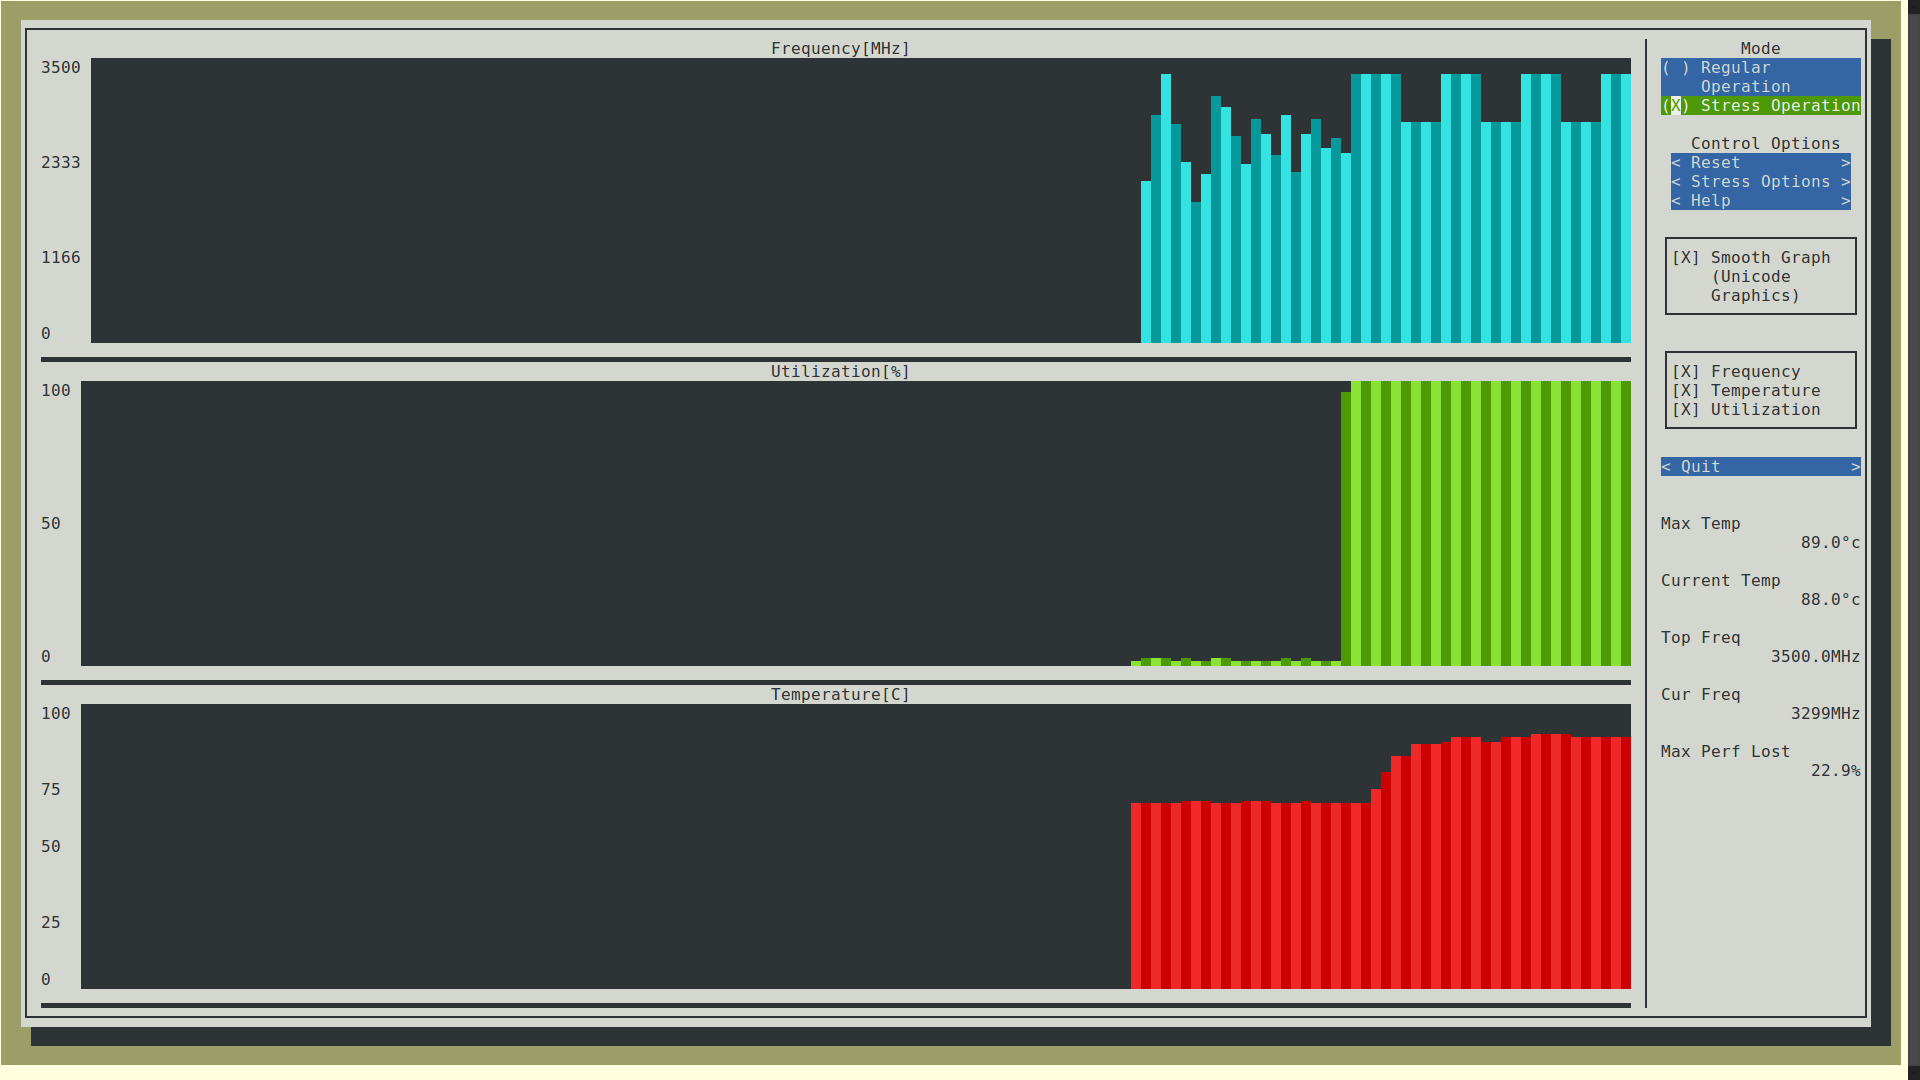 Frequency[MHz]
3500
2333
1166
0
Utilization[%]
100
50
0
Temperature[C]
100
75
50
25
0
Mode
( ) Regular
Operation
(X) Stress Operation
Control Options
< Reset >
< Stress Options >
< Help >
[X] Smooth Graph
(Unicode
Graphics)
[X] Frequency
[X] Temperature
[X] Utilization
< Quit >
Max Temp
89.0°c
Current Temp
88.0°c
Top Freq
3500.0MHz
Cur Freq
3299MHz
Max Perf Lost
22.9%